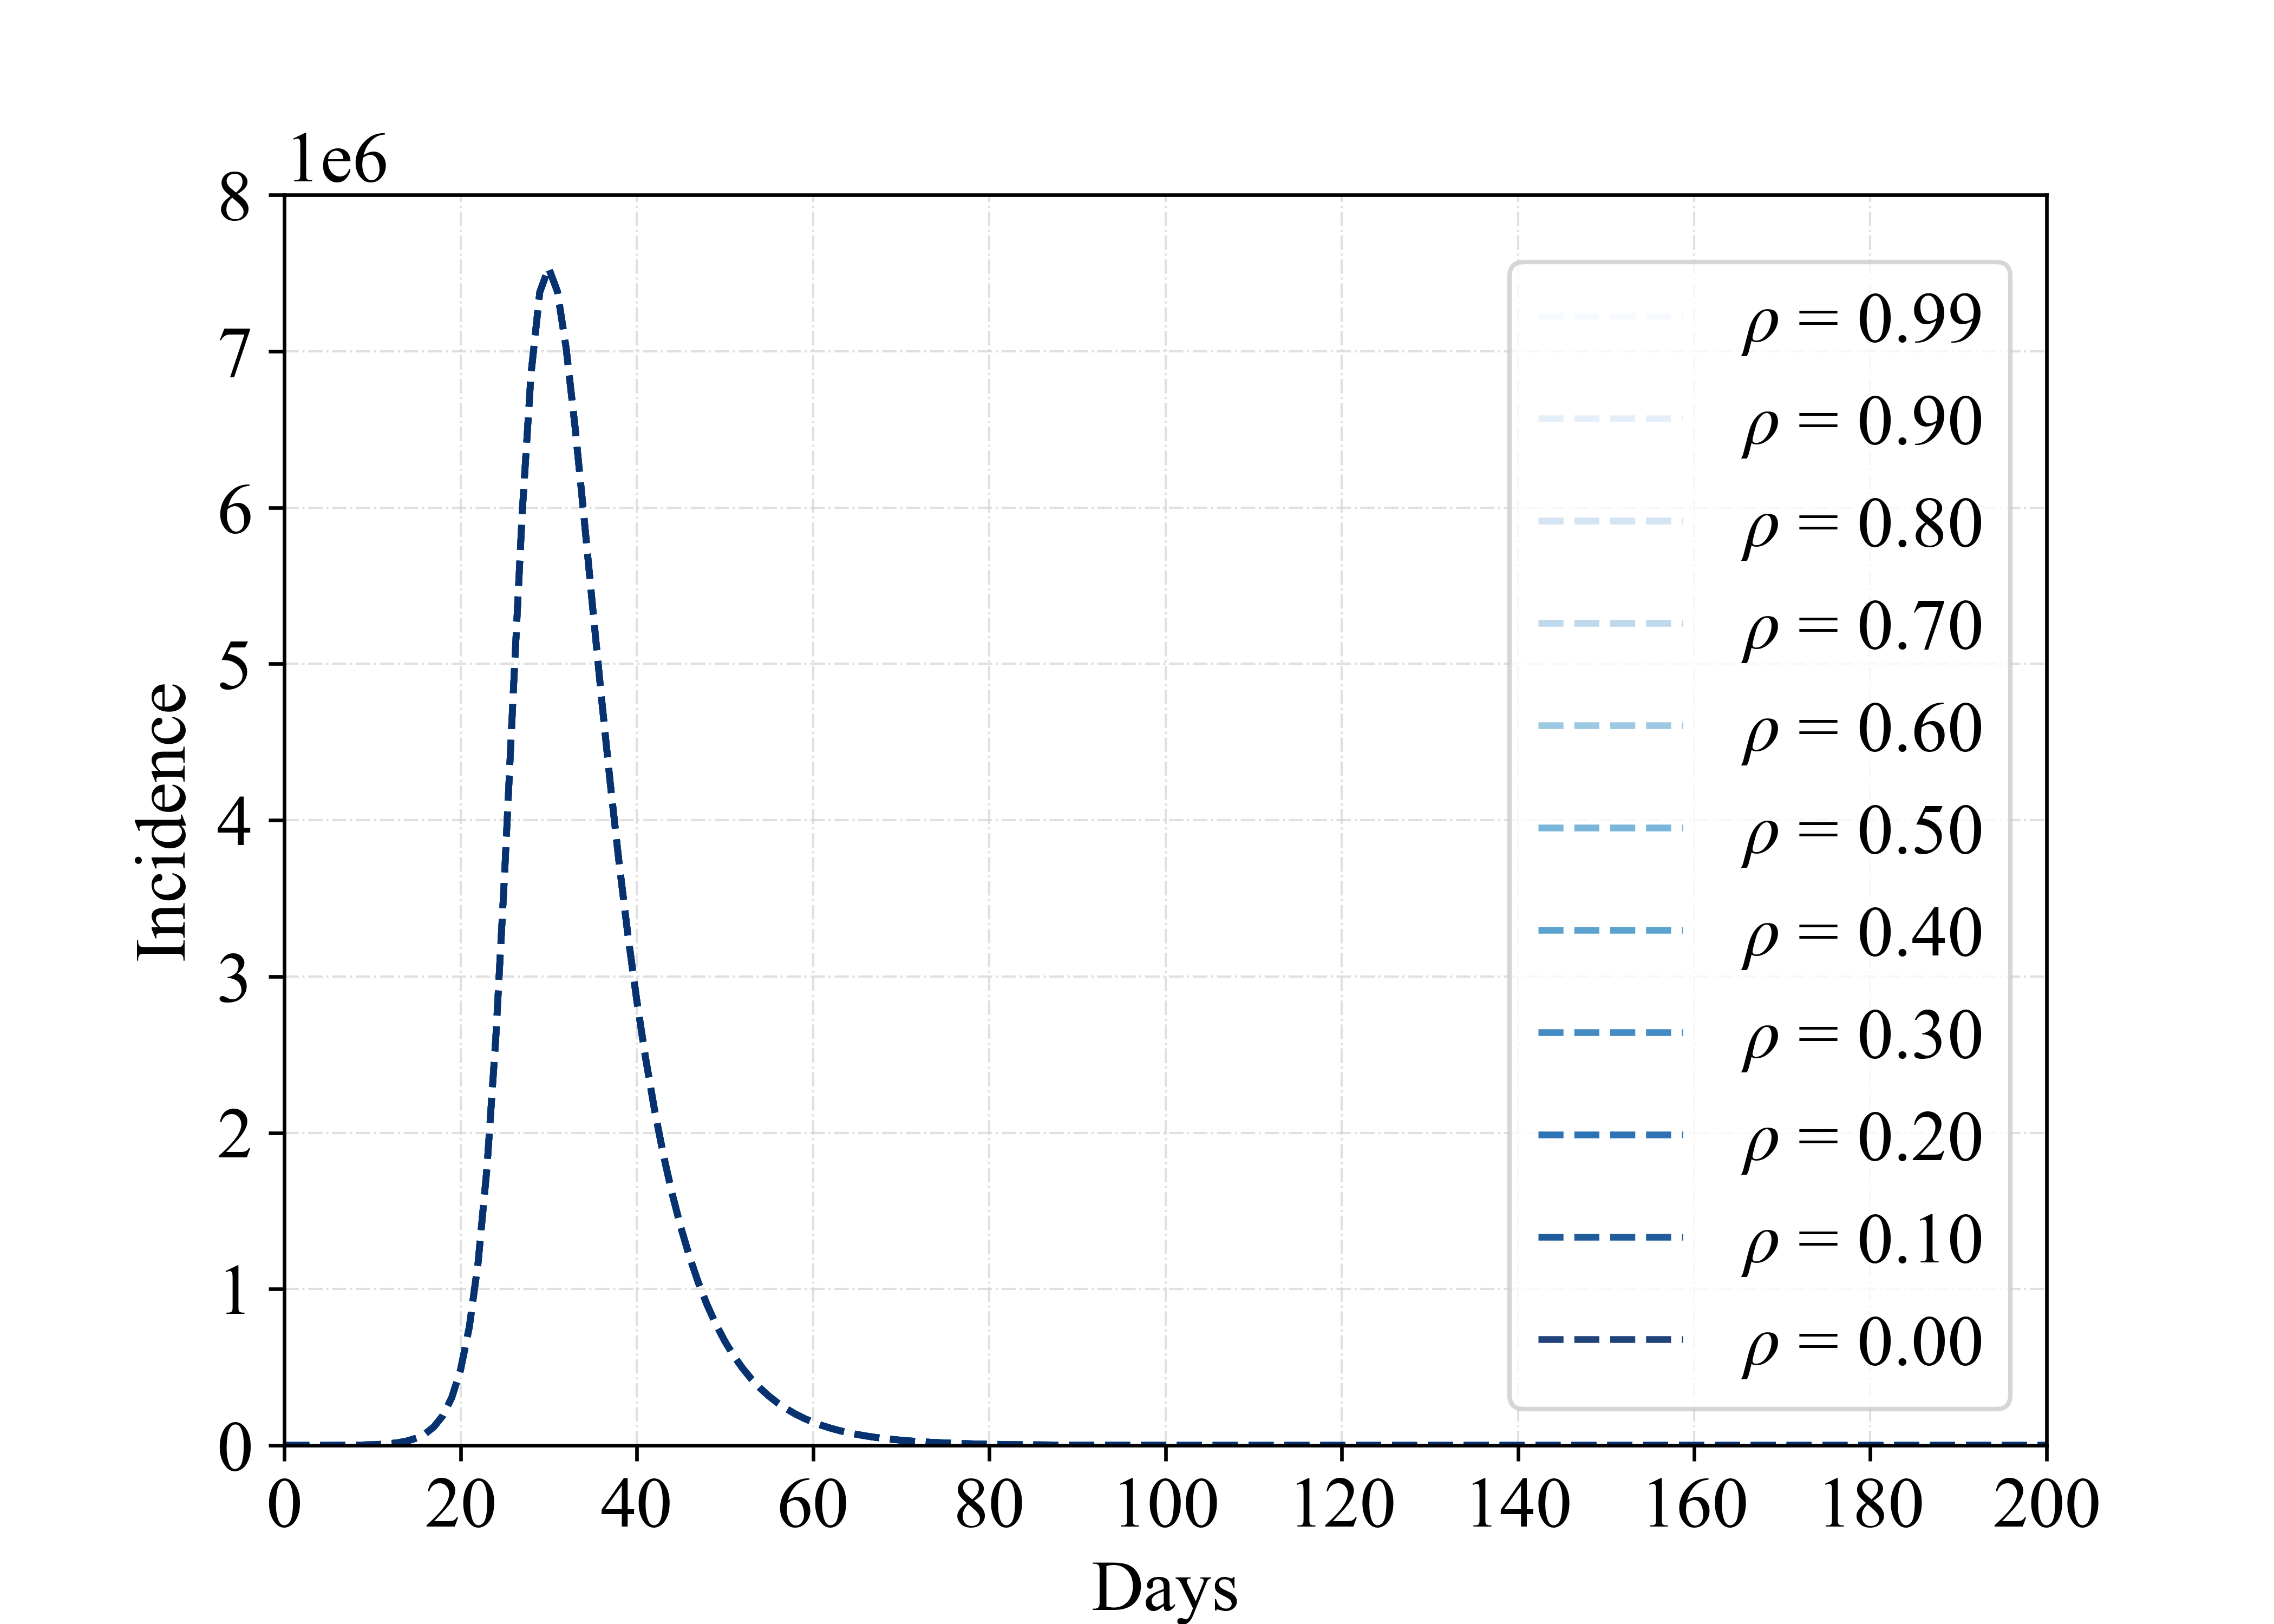 1e6
8
7
6
5
4
3
2
1
0
Incidence
0 20 40 60 80 100 120 140 160 180 200
Days
ρ = 0.99
ρ = 0.90
ρ = 0.80
ρ = 0.70
ρ = 0.60
ρ = 0.50
ρ = 0.40
ρ = 0.30
ρ = 0.20
ρ = 0.10
ρ = 0.00